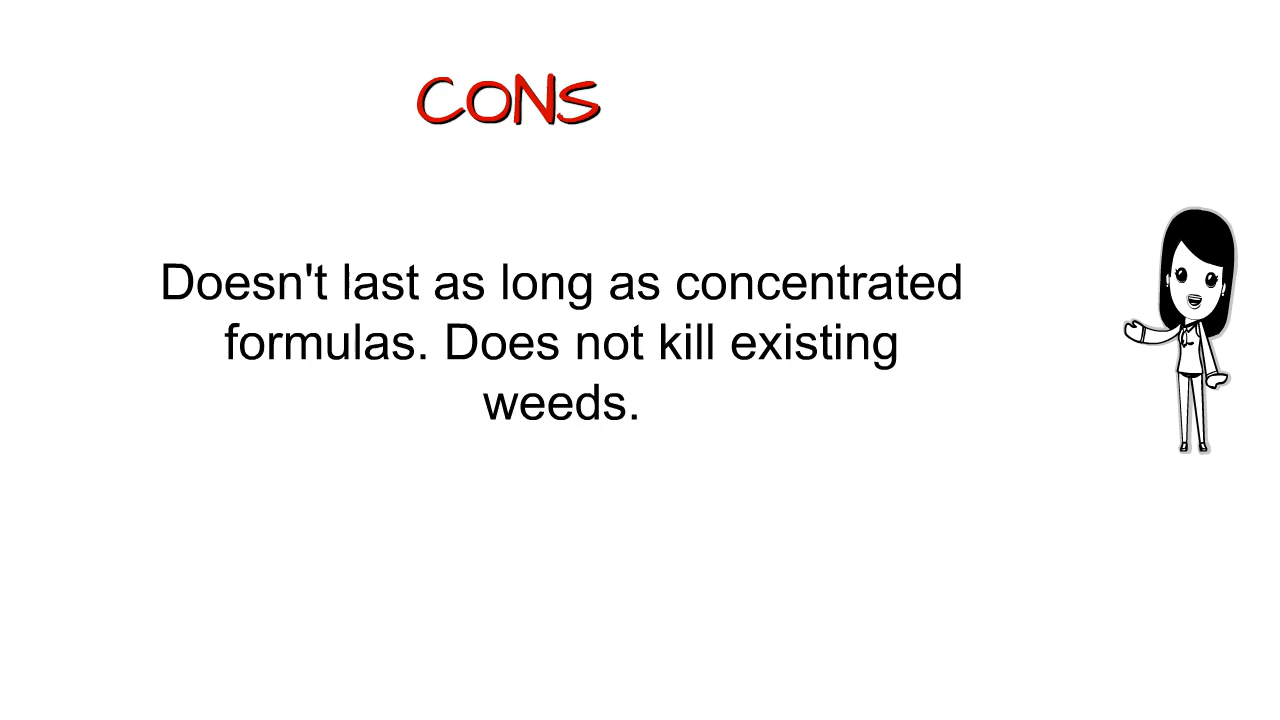 CONS
Doesn't last as long as concentrated
formulas. Does not kill existing
weeds.